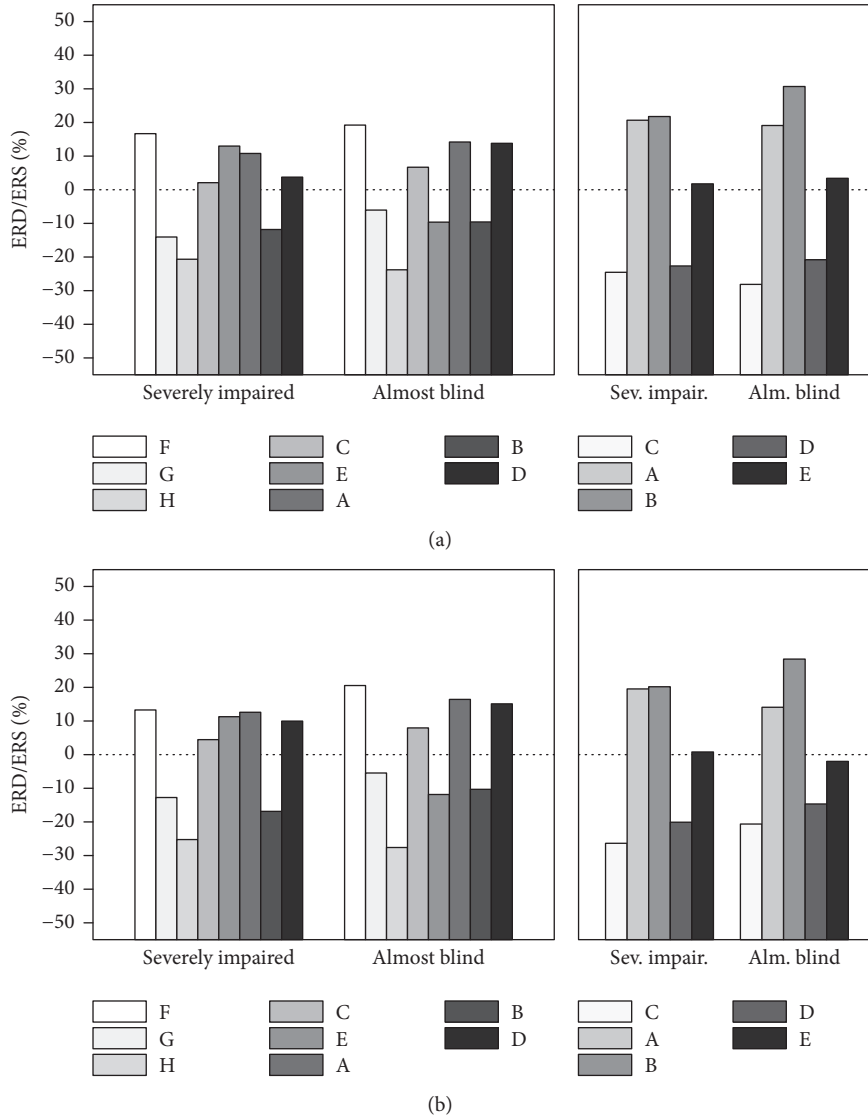 ERD/ERS (%)
50
40
30
20
10
0
−10
−20
−30
−40
−50
Severely impaired Almost blind Sev. impair. Alm. blind
F C B C D
G E D A E
H A B
(a)
ERD/ERS (%)
50
40
30
20
10
0
−10
−20
−30
−40
−50
Severely impaired Almost blind Sev. impair. Alm. blind
F C B C D
G E D A E
H A B
(b)